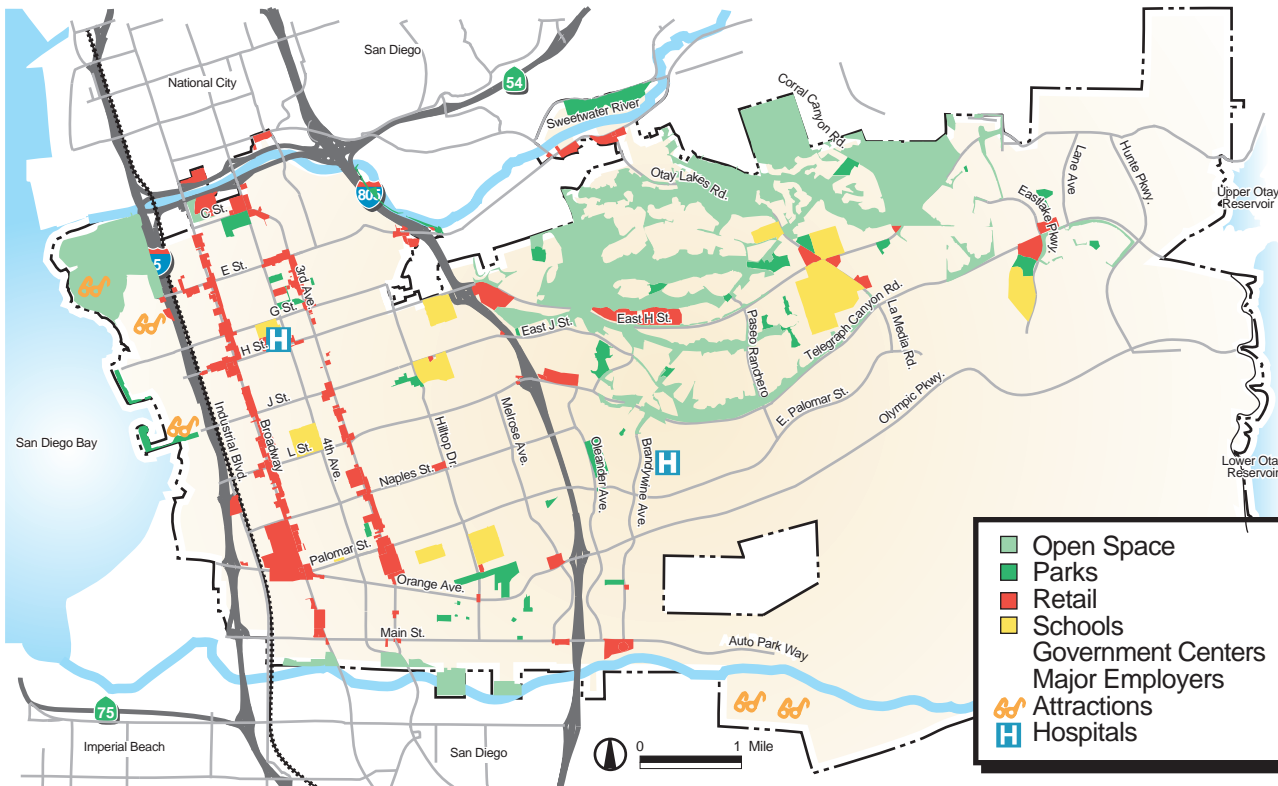 San Diego
National City
54
Sweetwater River
Corral Canyon Rd.
Otay Lakes Rd.
Lane Ave
Hunte Pkwy.
Upper Otay
Reservoir
805
C St.
Eastlake Pkwy.
5
E St.
3rd Ave.
G St.
H St.
H
East J St.
East H St.
Paseo Ranchero
Telegraph Canyon Rd.
La Media Rd.
J St.
Industrial Blvd.
Broadway
L St.
4th Ave.
Hilltop Dr.
Melrose Ave.
E. Palomar St.
Olympic Pkwy.
San Diego Bay
Naples St.
Oleander Ave.
Brandywine Ave.
H
Lower Otay
Reservoir
Palomar St.
Orange Ave.
Main St.
Auto Park Way
75
Imperial Beach
San Diego
0 1 Mile
Open Space
Parks
Retail
Schools
Government Centers
Major Employers
Attractions
H Hospitals